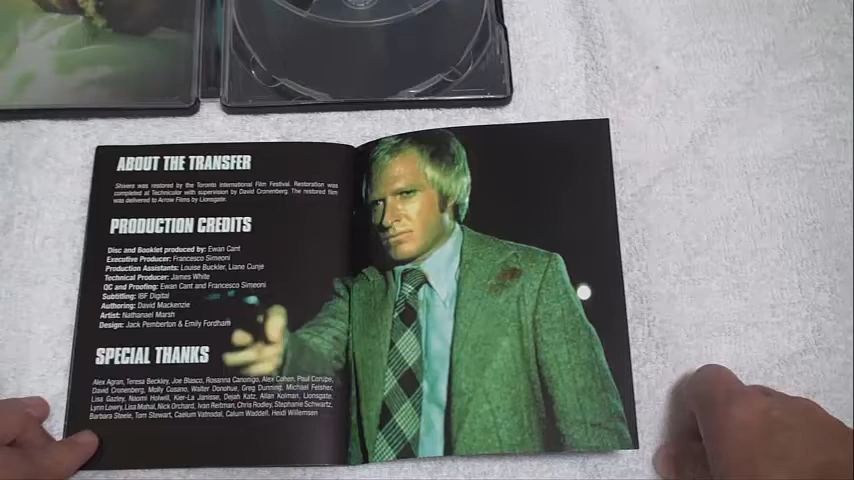 ABOUT THE TRANSFER
Shivers was restored by the Toronto International Film Festival. Restoration was
completed at Technicolor with supervision by David Cronenberg. The restored film
was delivered to Arrow Films by Lionsgate.
PRODUCTION CREDITS
Disc and Booklet produced by: Ewan Cant
Executive Producer: Francesco Simeoni
Production Assistants: Louise Buckler, Liane Cunje
Technical Producer: James White
QC and Proofing: Ewan Cant & Francesco Simeoni
Subtitling: IBF Digital
Authoring: David Mackenzie
Artist: Nathanael Marsh
Design: Jack Pemberton & Emily Fordham
SPECIAL THANKS
Alex Agran, Teresa Beckley, Joe Blasco, Rosanna Canonigo, Alex Cohen, Paul Corupe,
David Cronenberg, Molly Cusano, Walter Donohue, Greg Dunning, Michael Felsher,
Lisa Gazley, Naomi Holwill, Kier-La Janisse, Dejah Katz, Allan Kolman, Lionsgate,
Lynn Lowry, Lisa Mahal, Nick Orchard, Ivan Reitman, Chris Rodley, Stephanie Schwartz,
Barbara Steele, Tom Stewart, Caelum Vatnsdal, Calum Waddell, Heidi Willemsen